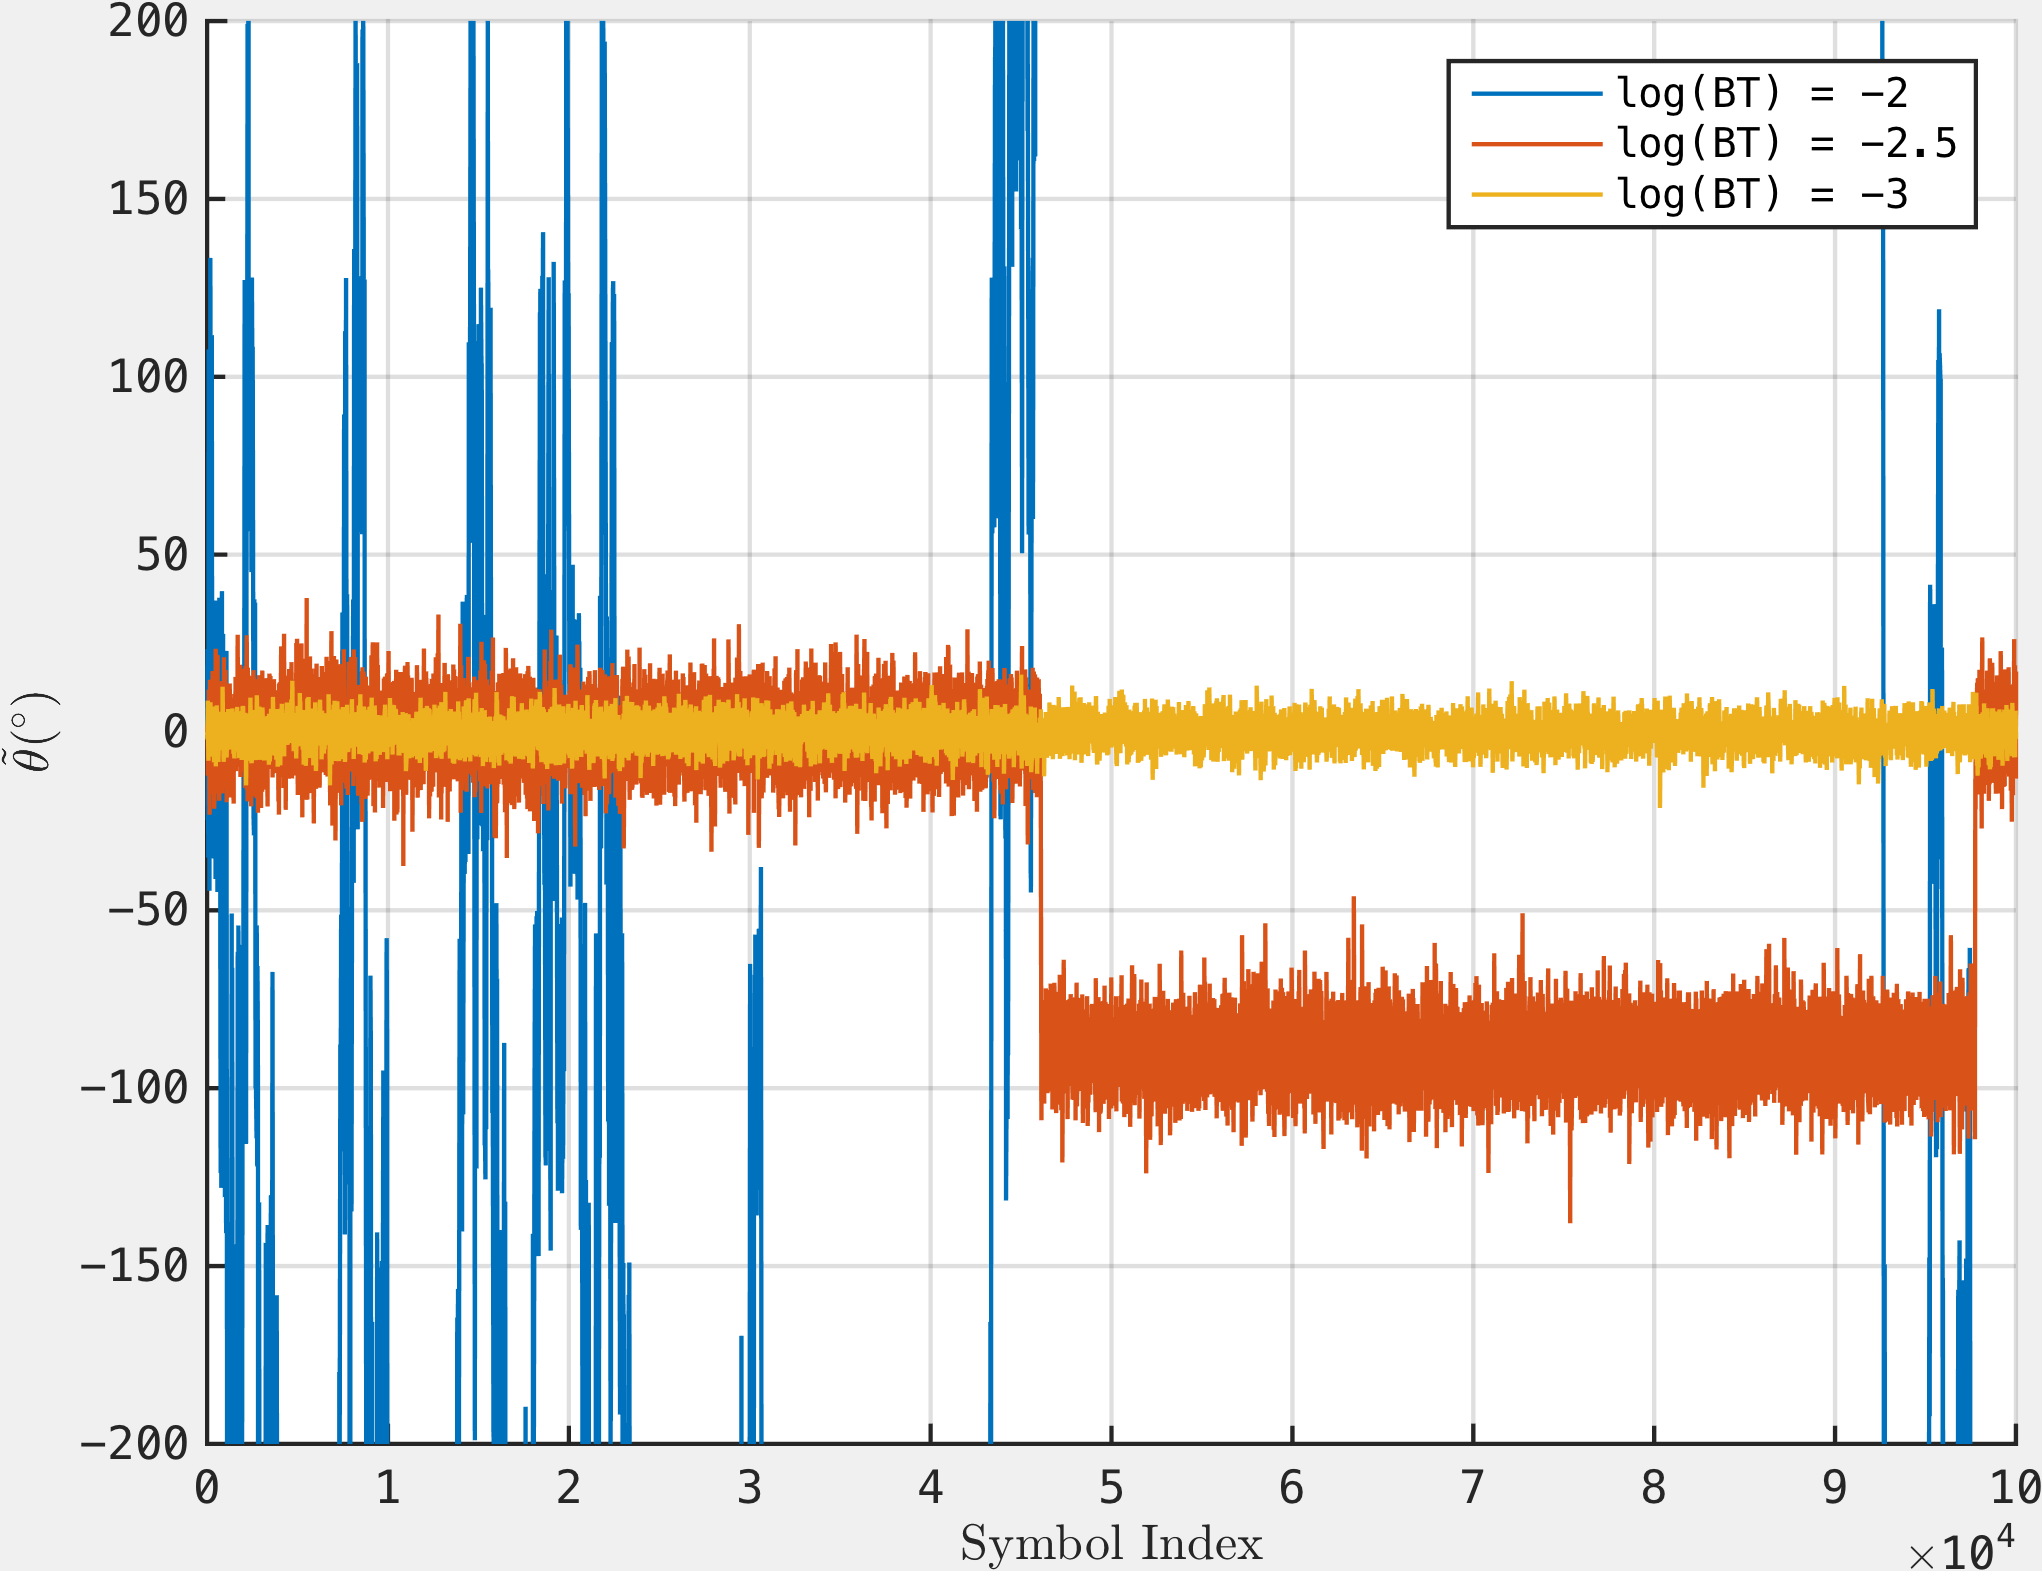 200
150
100
50
0
−50
−100
−150
−200
θ̃(°)
log(BT) = −2
log(BT) = −2.5
log(BT) = −3
0 1 2 3 4 5 6 7 8 9 10
×10⁴
Symbol Index